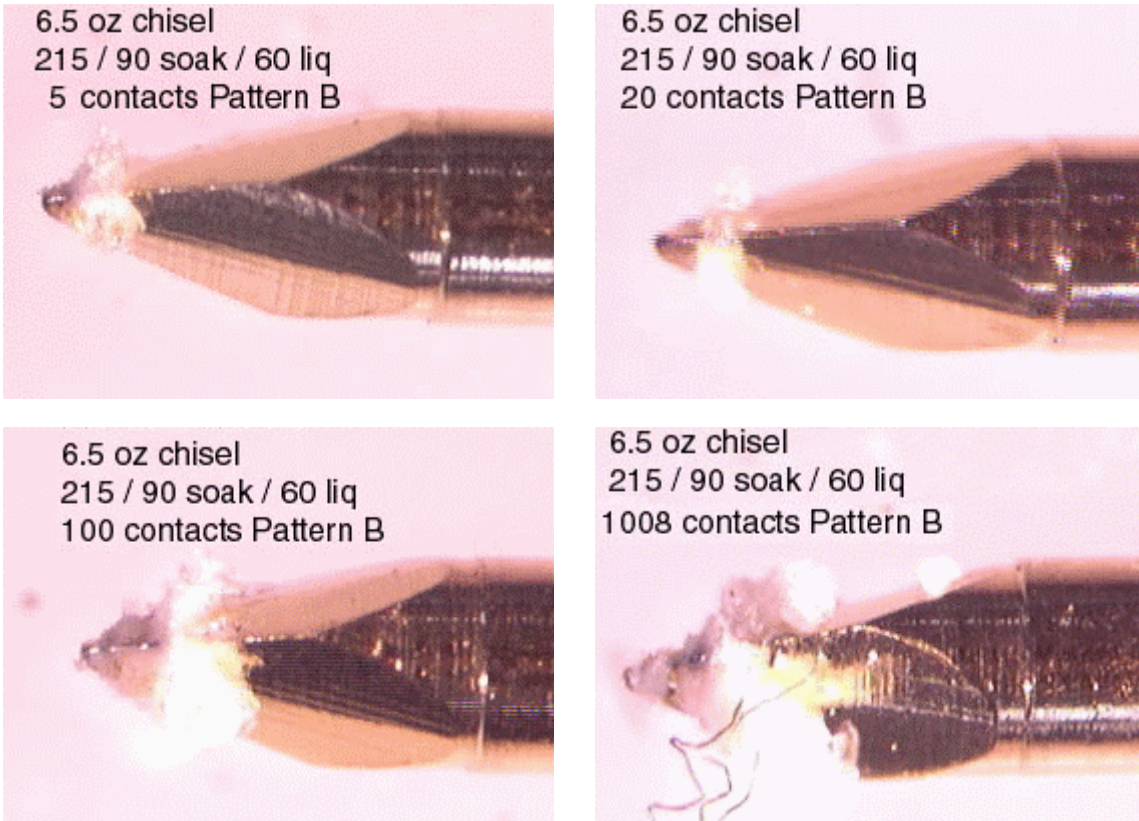 6.5 oz chisel
215 / 90 soak / 60 liq
5 contacts Pattern B
6.5 oz chisel
215 / 90 soak / 60 liq
20 contacts Pattern B
6.5 oz chisel
215 / 90 soak / 60 liq
100 contacts Pattern B
6.5 oz chisel
215 / 90 soak / 60 liq
1008 contacts Pattern B